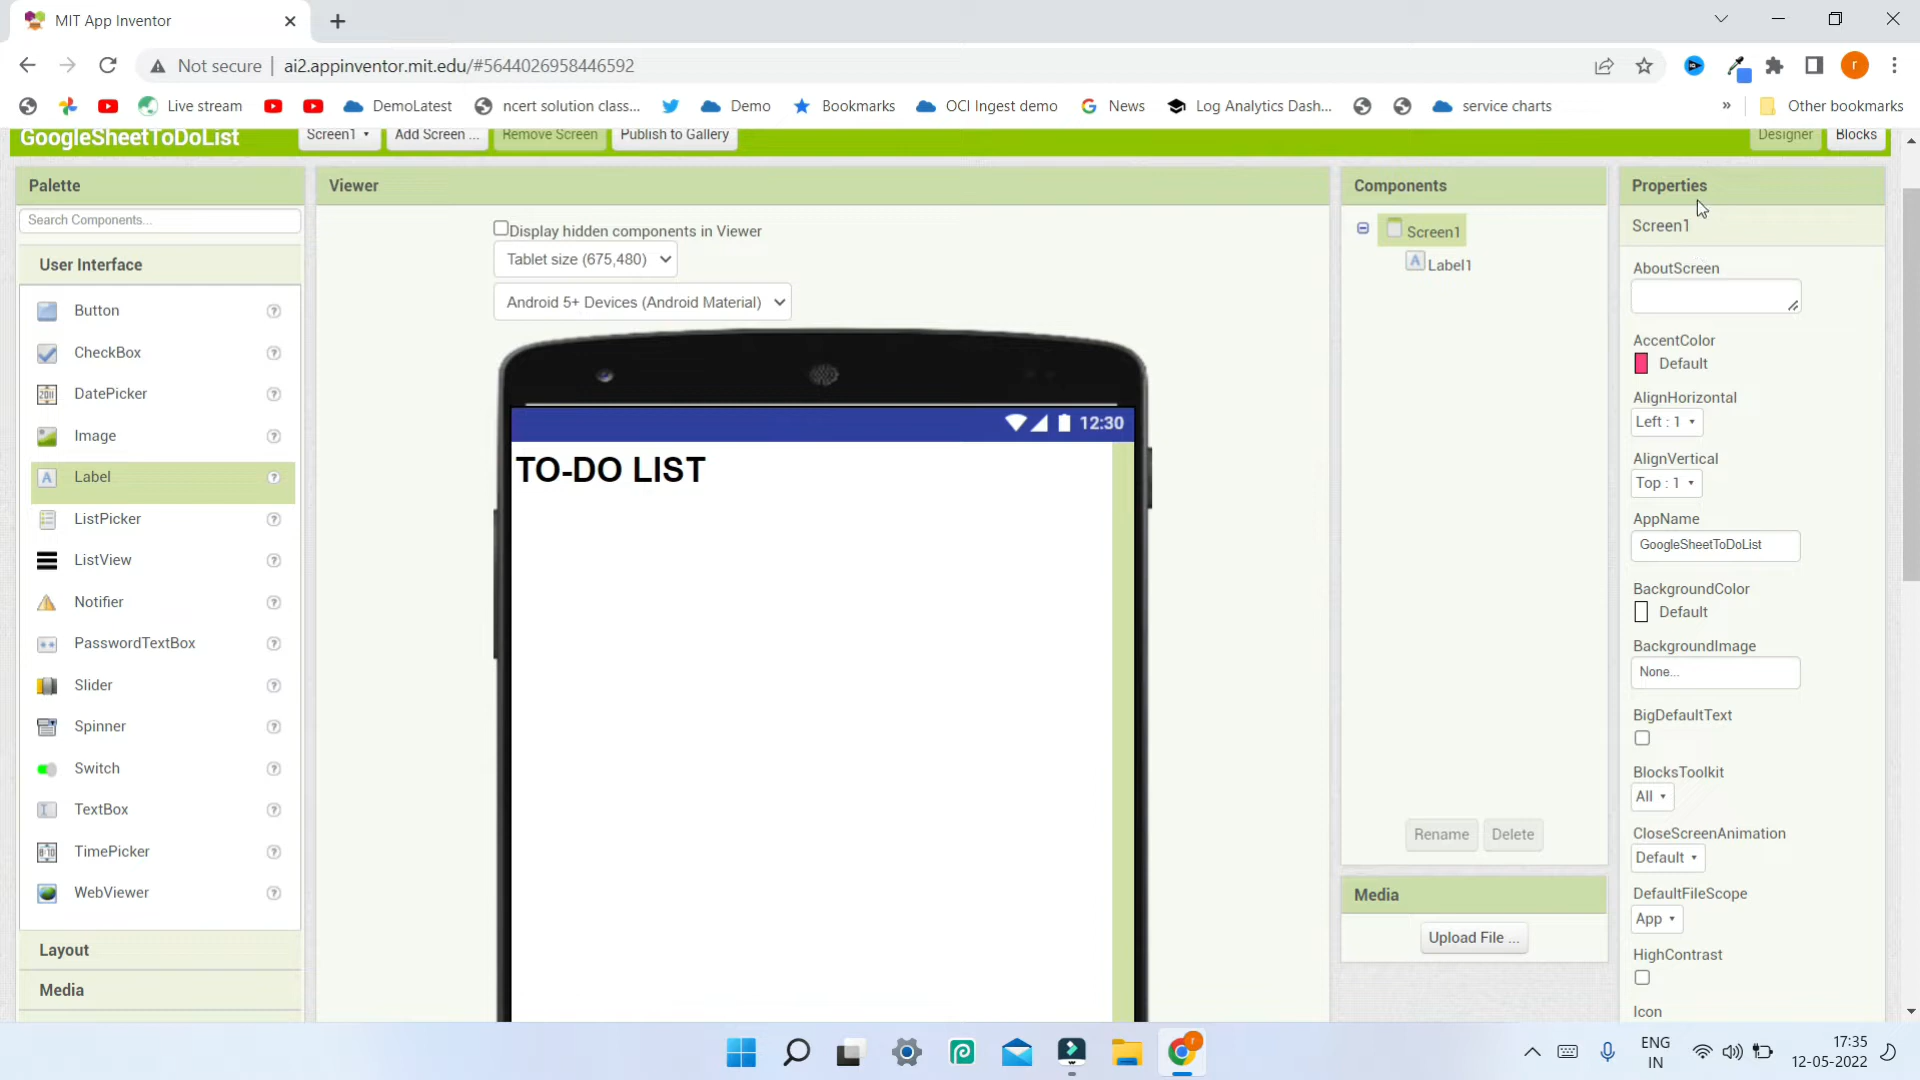 MIT App Inventor
Not secure
ai2.appinventor.mit.edu/#5644026958446592
r
Live stream
DemoLatest
ncert solution class...
Demo
Bookmarks
OCI Ingest demo
News
Log Analytics Dash...
service charts
»
Other bookmarks
GoogleSheetToDoList
Screen1
Add Screen ...
Remove Screen
Publish to Gallery
Designer
Blocks
Palette
Search Components...
User Interface
Button
CheckBox
DatePicker
Image
Label
ListPicker
ListView
Notifier
PasswordTextBox
Slider
Spinner
Switch
TextBox
TimePicker
WebViewer
Layout
Media
Viewer
Display hidden components in Viewer
Tablet size (675,480)
Android 5+ Devices (Android Material)
12:30
TO-DO LIST
Components
Screen1
Label1
Rename
Delete
Media
Upload File ...
Properties
Screen1
AboutScreen
AccentColor
Default
AlignHorizontal
Left : 1
AlignVertical
Top : 1
AppName
GoogleSheetToDoList
BackgroundColor
Default
BackgroundImage
None...
BigDefaultText
BlocksToolkit
All
CloseScreenAnimation
Default
DefaultFileScope
App
HighContrast
Icon
ENG
IN
17:35
12-05-2022